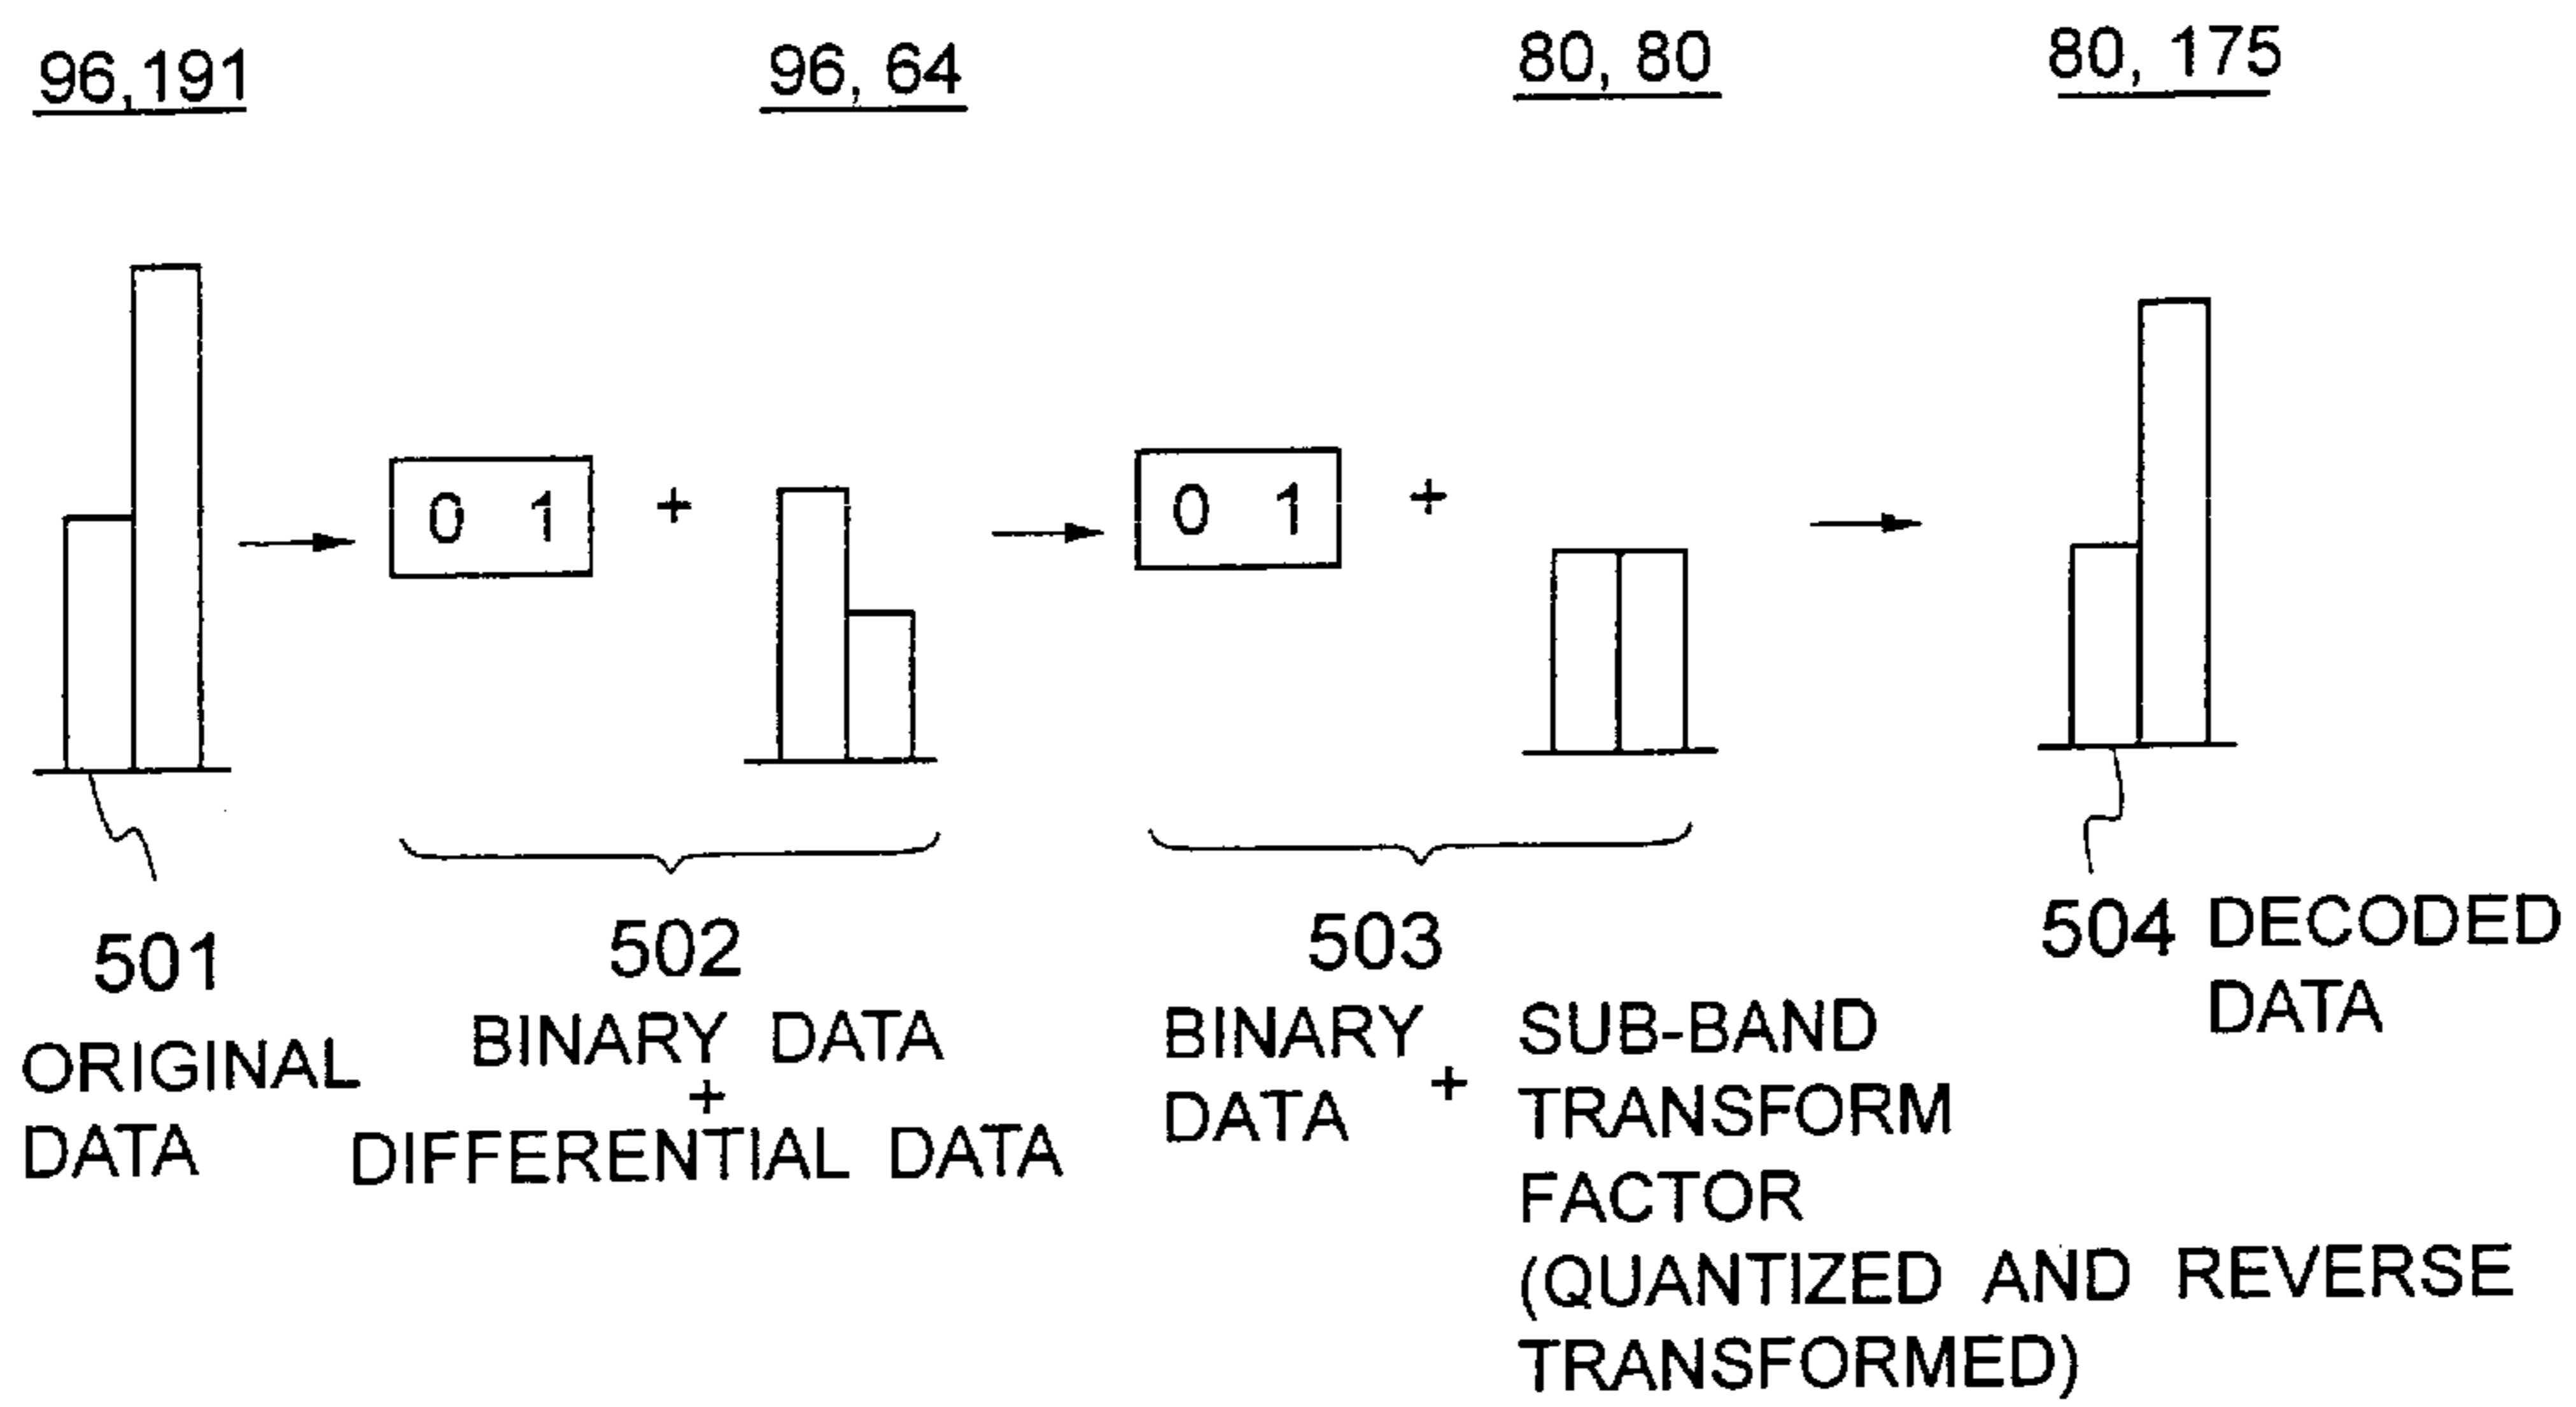 96,191
96, 64
80, 80
80, 175
0 1
+
0 1
+
501
ORIGINAL
DATA
502
BINARY DATA
+
DIFFERENTIAL DATA
503
BINARY
DATA
+
SUB-BAND
TRANSFORM
FACTOR
(QUANTIZED AND REVERSE
TRANSFORMED)
504 DECODED
DATA